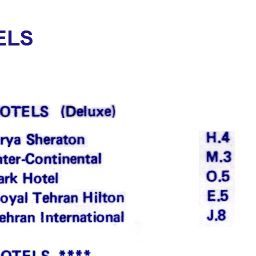 ELS
OTELS (Deluxe)
rya Sheraton H.4
ter-Continental M.3
ark Hotel O.5
oyal Tehran Hilton E.5
ehran International J.8
OTELS ****